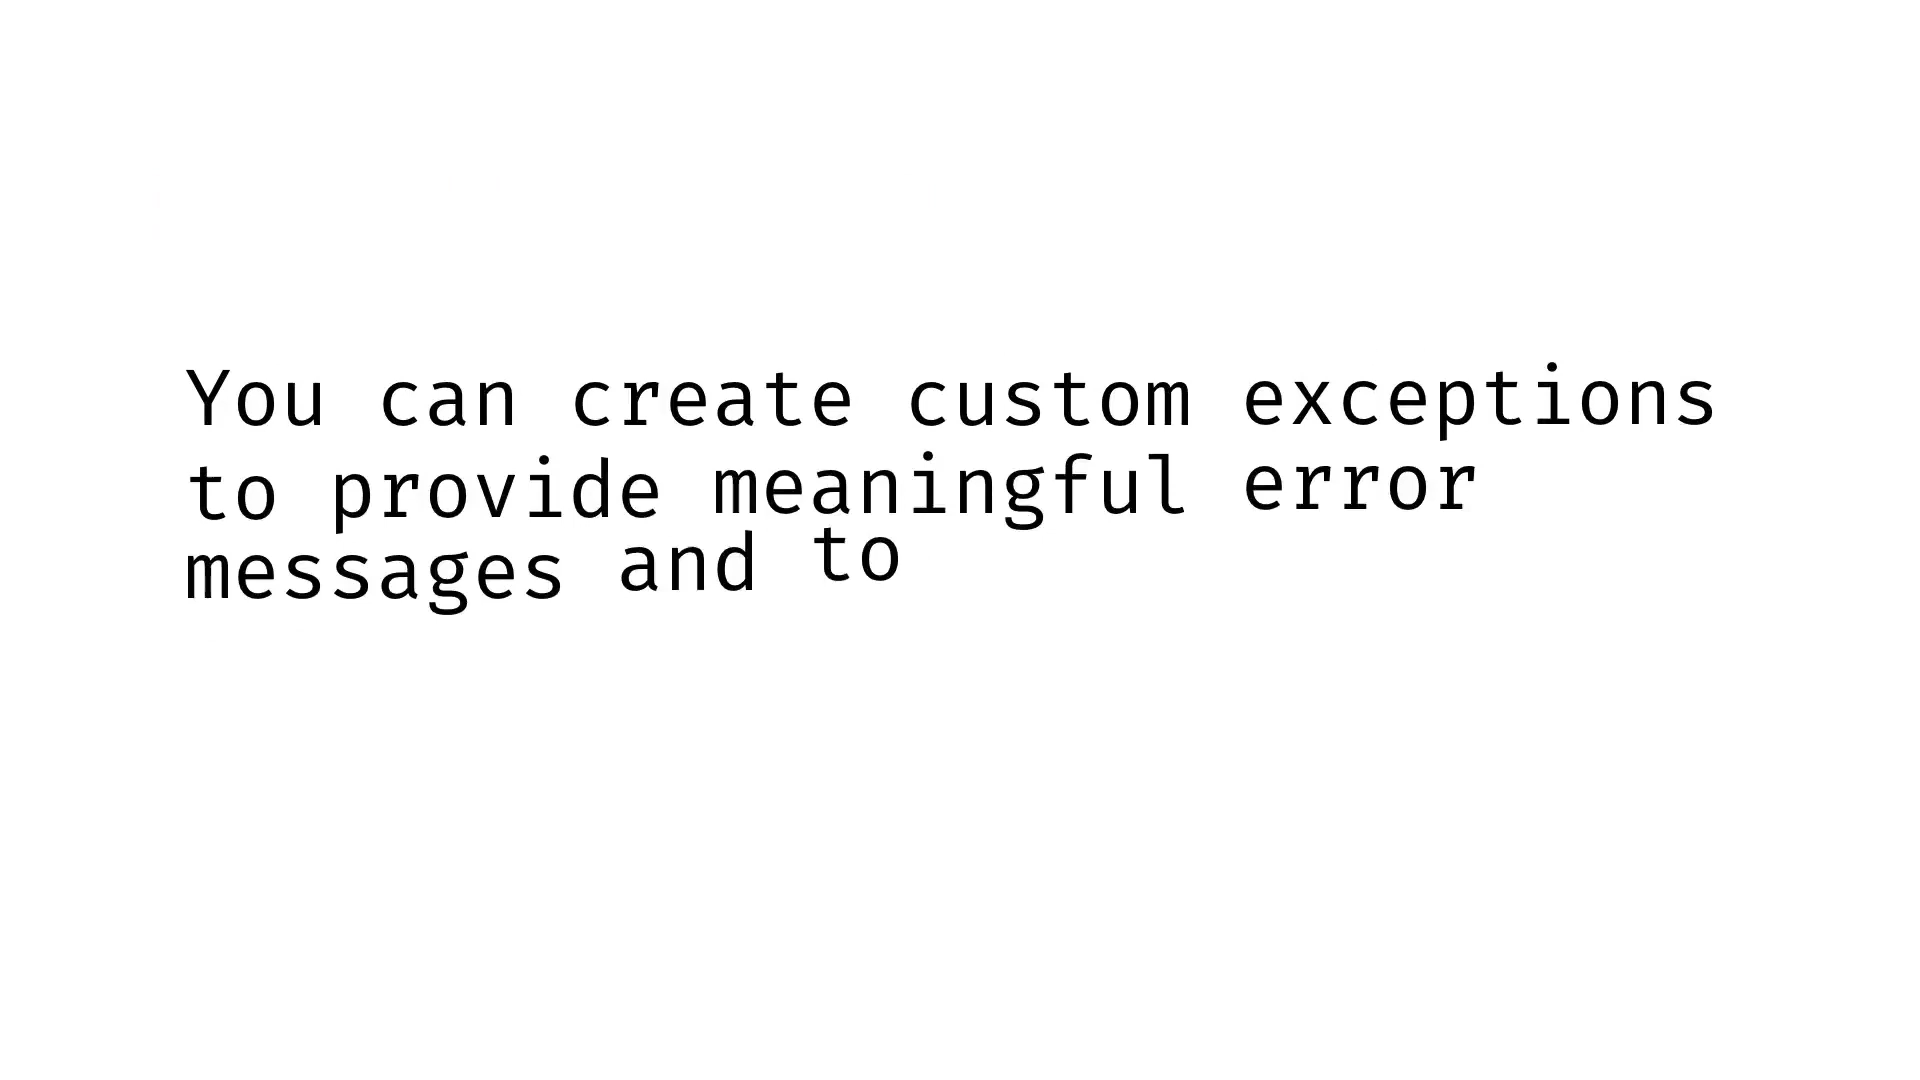 You can create custom exceptions
to provide meaningful error
messages and to